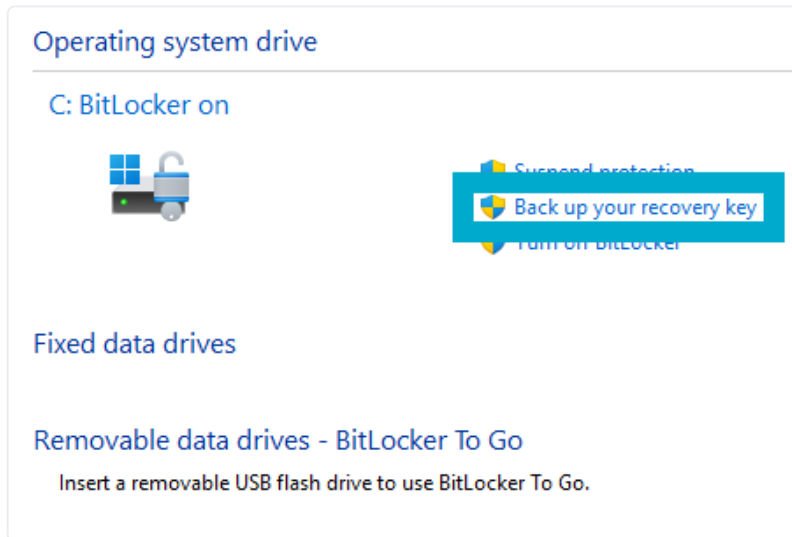 Operating system drive
C: BitLocker on
Suspend protection
Back up your recovery key
Turn off BitLocker
Fixed data drives
Removable data drives - BitLocker To Go
Insert a removable USB flash drive to use BitLocker To Go.